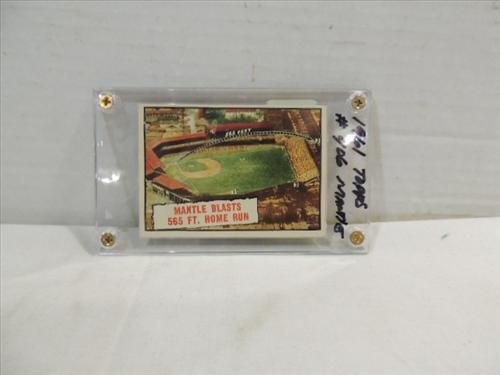 MANTLE BLASTS
565 FT. HOME RUN
1961 TOPPS
# 406 MANTLE